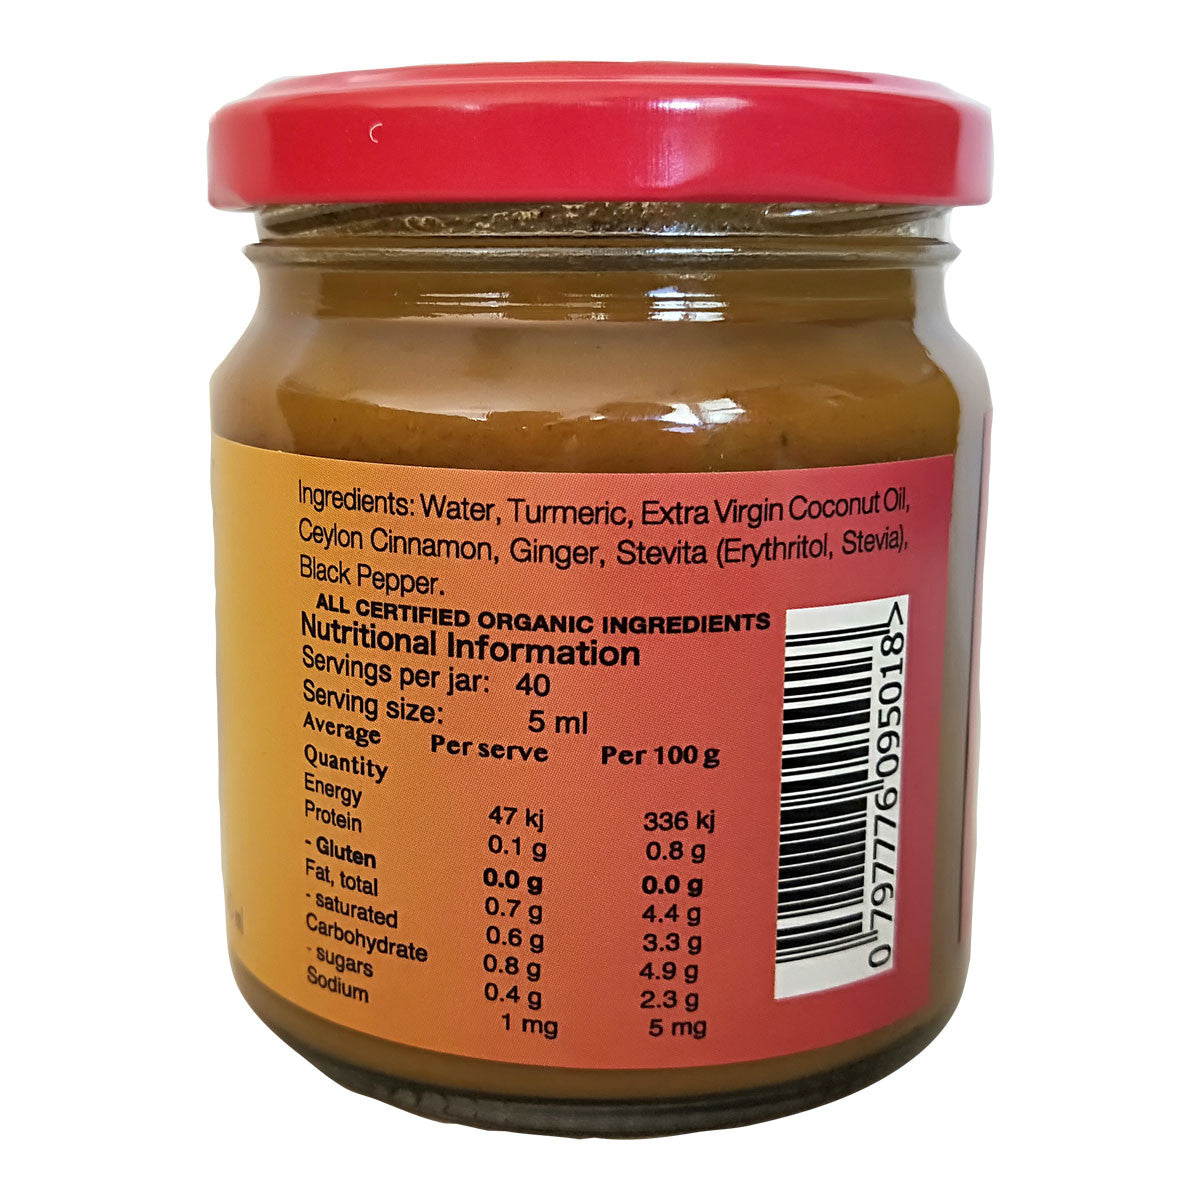 Ingredients: Water, Turmeric, Extra Virgin Coconut Oil,
Ceylon Cinnamon, Ginger, Stevita (Erythritol, Stevia),
Black Pepper.
ALL CERTIFIED ORGANIC INGREDIENTS
Nutritional Information
Servings per jar: 40
Serving size: 5 ml
Average Quantity Per serve Per 100 g
Energy 47 kj 336 kj
Protein 0.1 g 0.8 g
- Gluten 0.0 g 0.0 g
Fat, total 0.7 g 4.4 g
- saturated 0.6 g 3.3 g
Carbohydrate 0.8 g 4.9 g
- sugars 0.4 g 2.3 g
Sodium 1 mg 5 mg
0 797776 095018 >